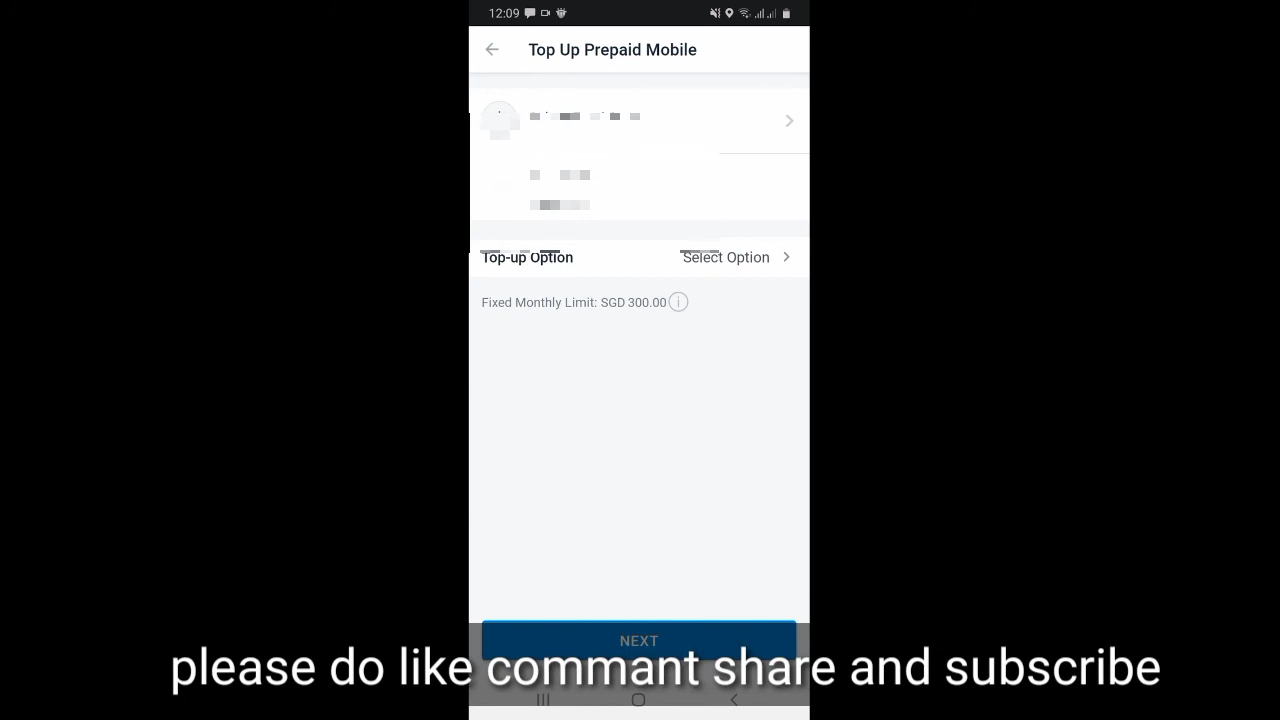 12:09
Top Up Prepaid Mobile
Top-up Option Select Option
Fixed Monthly Limit: SGD 300.00
NEXT
please do like commant share and subscribe